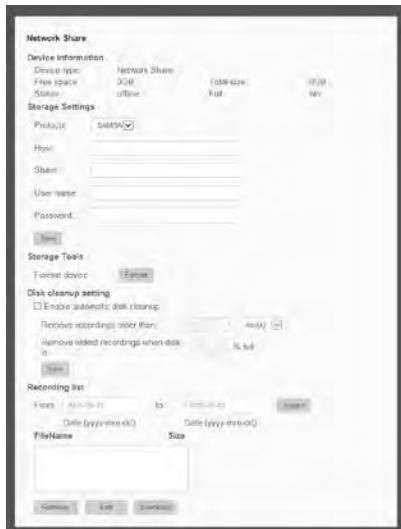 Network Share
Device information
Device type: Network Share
Free space: 0GB Total size: 0GB
Status: offline Full: No
Storage Settings
Protocol: SAMBA
Host:
Share:
User name:
Password:
Save
Storage Tools
Format device Format
Disk cleanup setting
Enable automatic disk cleanup
Remove recordings older than: day(s)
Remove oldest recordings when disk
is: % full
Save
Recording list
From: to: Search
Date (yyyy-mm-dd) Date (yyyy-mm-dd)
FileName Size
Remove Download